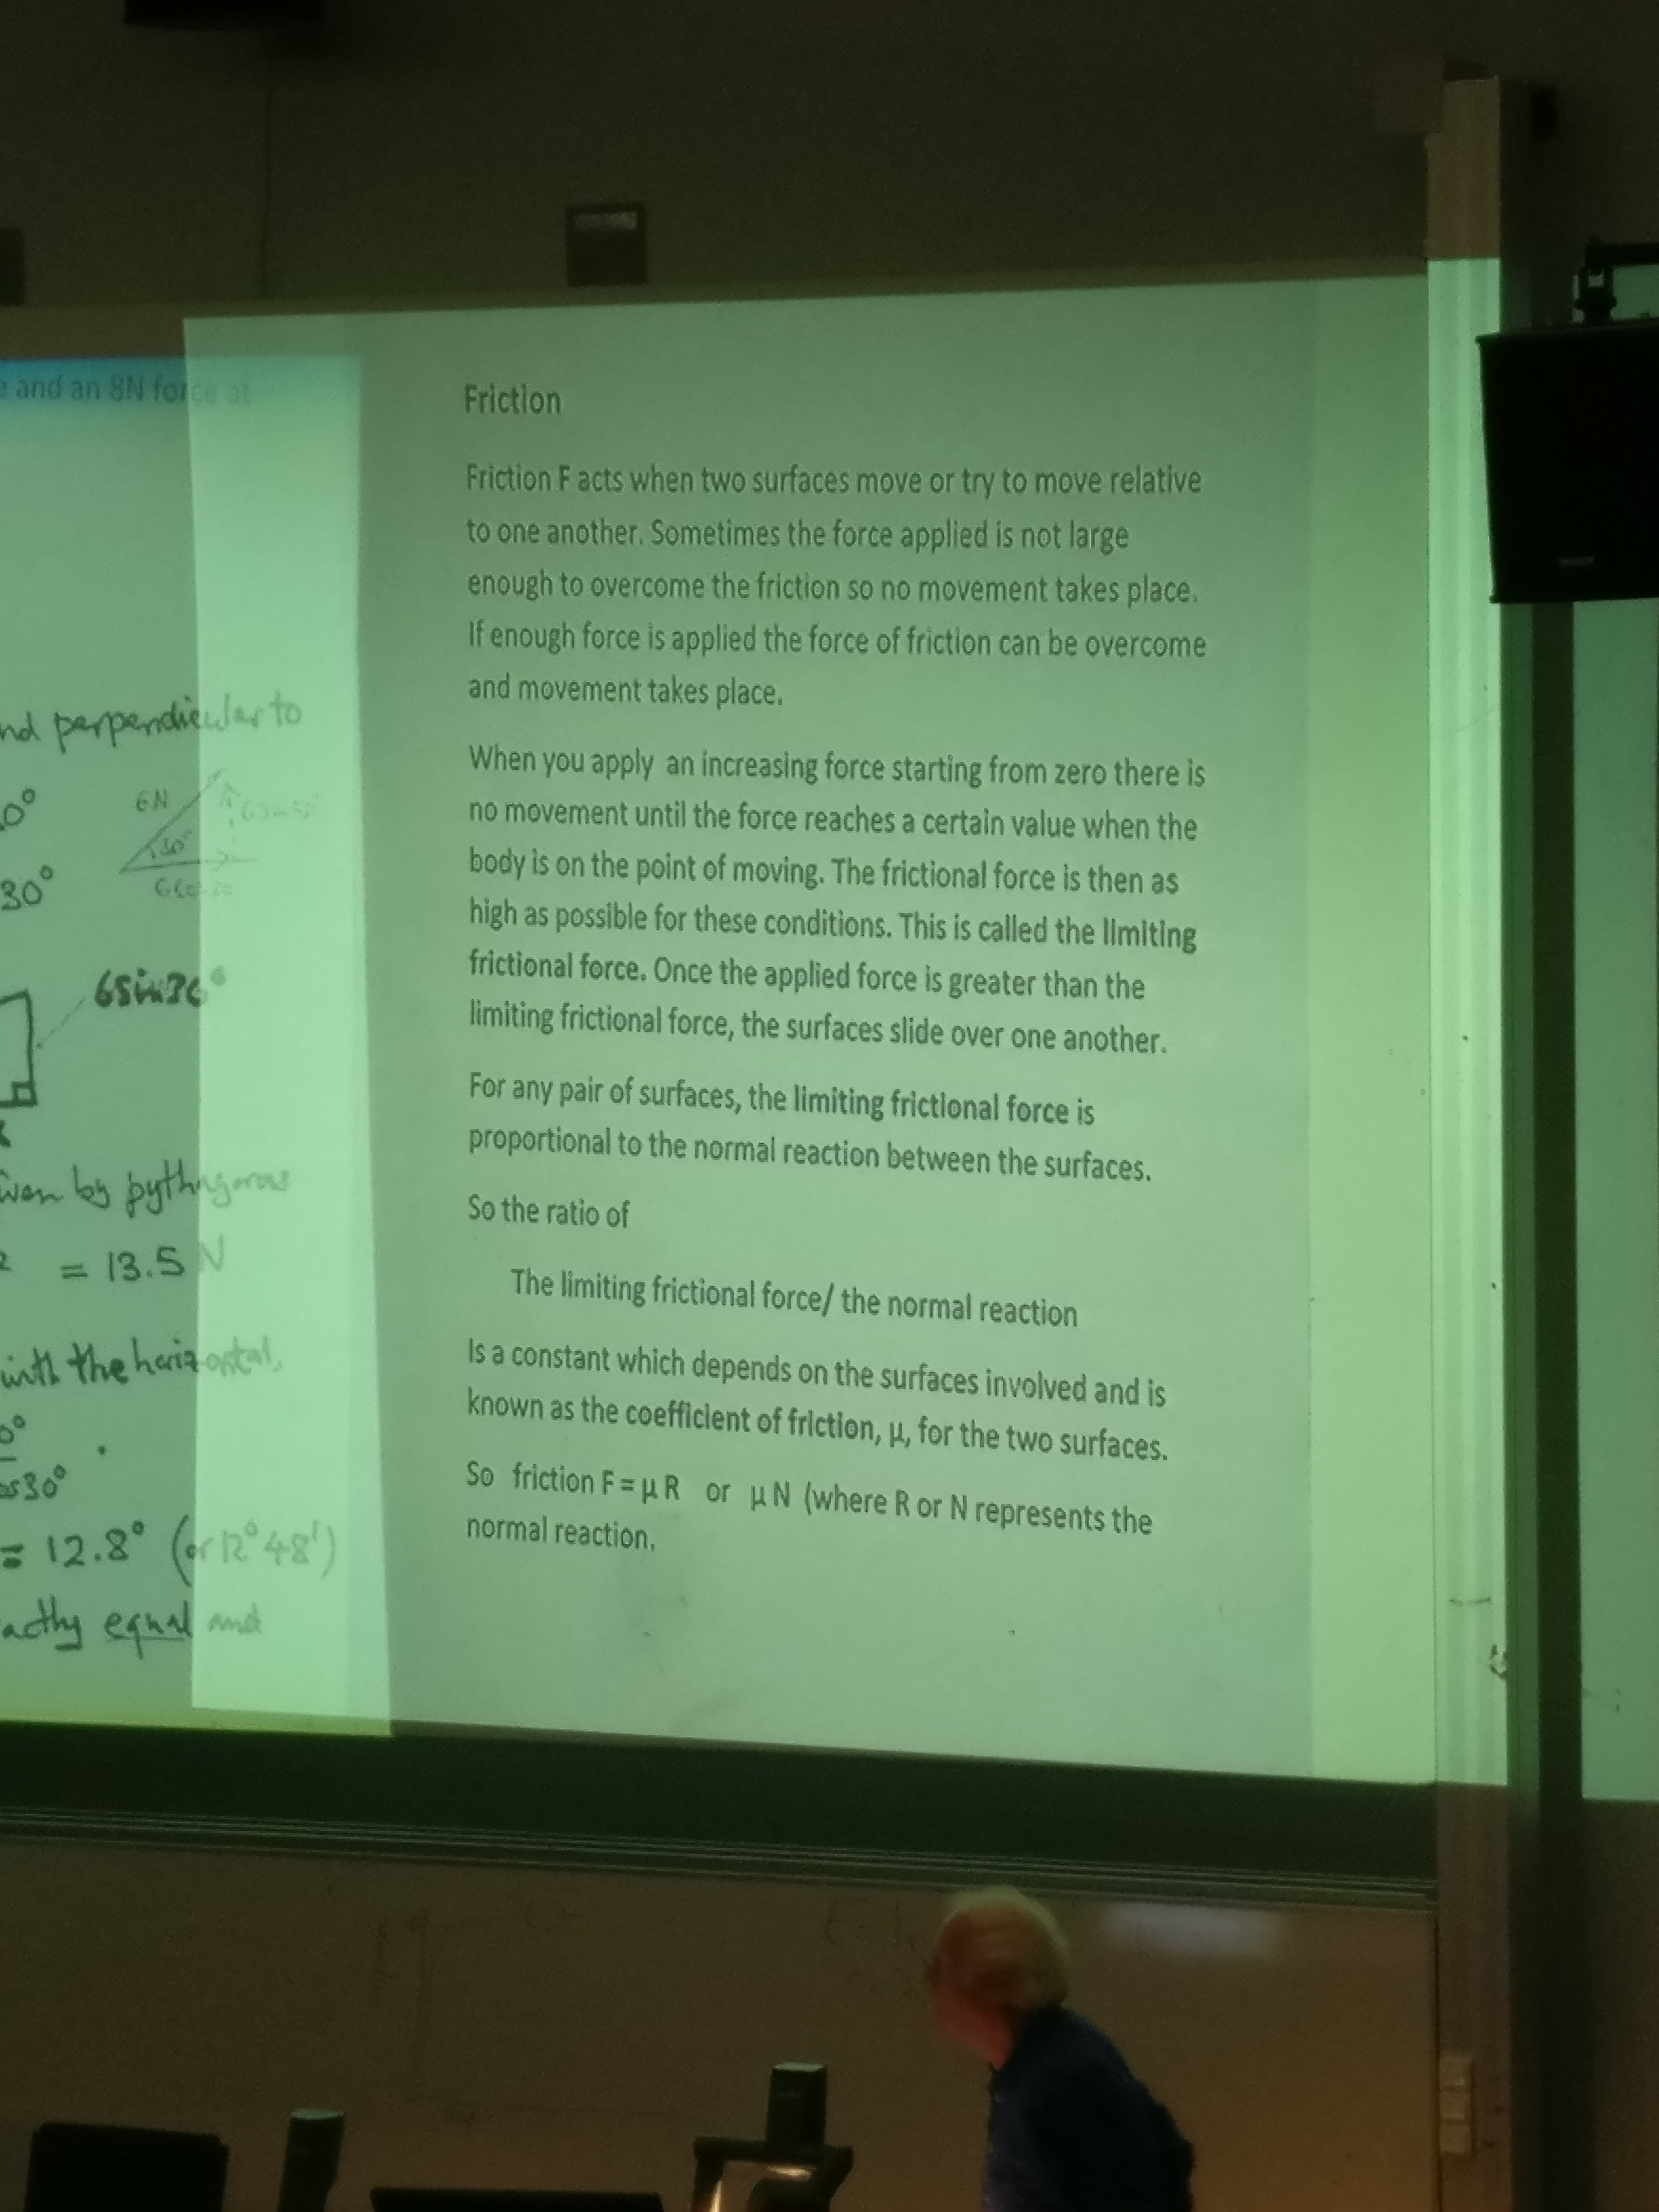 e and an 8N force at
nd perpendicular to
0°
6N
30°
30°
6sin30°
iven by pythagoras
2 = 13.5 N
with the horizontal,
0°
os30°
= 12.8° (or 12°48')
actly equal and
Friction
Friction F acts when two surfaces move or try to move relative
to one another. Sometimes the force applied is not large
enough to overcome the friction so no movement takes place.
If enough force is applied the force of friction can be overcome
and movement takes place.
When you apply an increasing force starting from zero there is
no movement until the force reaches a certain value when the
body is on the point of moving. The frictional force is then as
high as possible for these conditions. This is called the limiting
frictional force. Once the applied force is greater than the
limiting frictional force, the surfaces slide over one another.
For any pair of surfaces, the limiting frictional force is
proportional to the normal reaction between the surfaces.
So the ratio of
The limiting frictional force/ the normal reaction
Is a constant which depends on the surfaces involved and is
known as the coefficient of friction, μ, for the two surfaces.
So friction F = μ R or μ N (where R or N represents the
normal reaction.